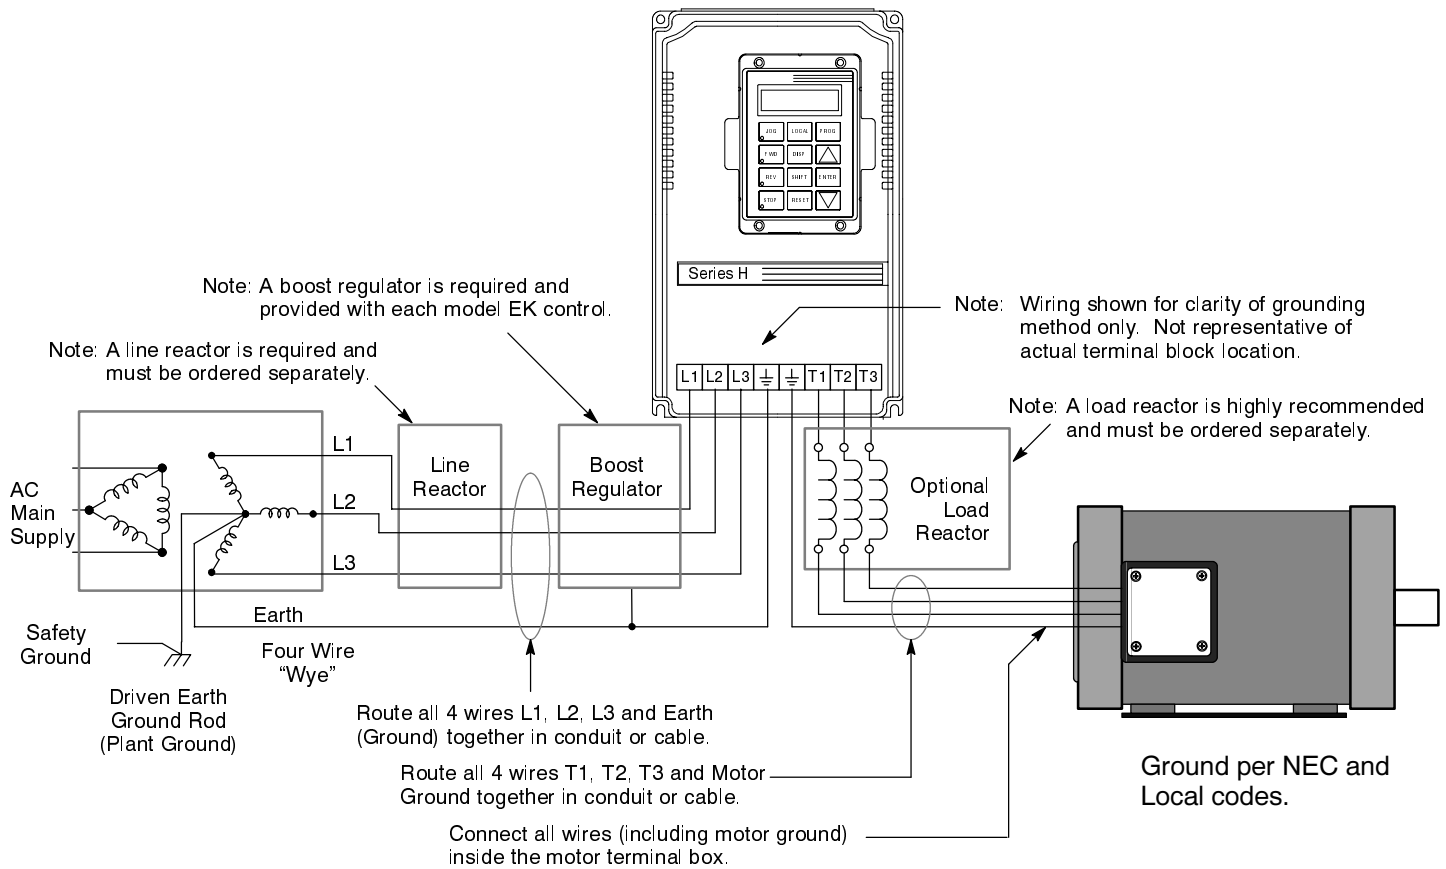 JOG LOCAL PROG
FWD DISP
REV SHIFT ENTER
STOP RESET
Series H
Note: A boost regulator is required and
provided with each model EK control.
Note: Wiring shown for clarity of grounding
method only. Not representative of
actual terminal block location.
Note: A line reactor is required and
must be ordered separately.
L1 L2 L3 T1 T2 T3
Note: A load reactor is highly recommended
and must be ordered separately.
L1
Line
Reactor
Boost
Regulator
Optional
Load
Reactor
AC
Main
Supply
L2
L3
Earth
Safety
Ground
Four Wire
“Wye”
Driven Earth
Ground Rod
(Plant Ground)
Route all 4 wires L1, L2, L3 and Earth
(Ground) together in conduit or cable.
Route all 4 wires T1, T2, T3 and Motor
Ground together in conduit or cable.
Connect all wires (including motor ground)
inside the motor terminal box.
Ground per NEC and
Local codes.